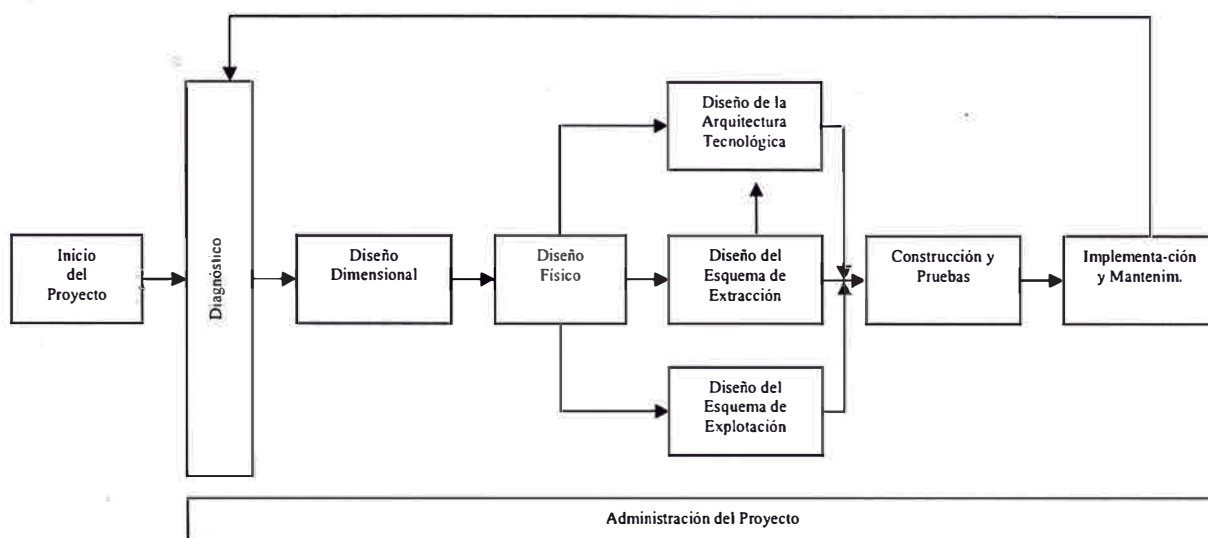 Inicio
del
Proyecto
Diagnóstico
Diseño
Dimensional
Diseño
Físico
Diseño de la
Arquitectura
Tecnológica
Diseño del
Esquema de
Extracción
Diseño del
Esquema de
Explotación
Construcción y
Pruebas
Implementa-ción
y Mantenim.
Administración del Proyecto